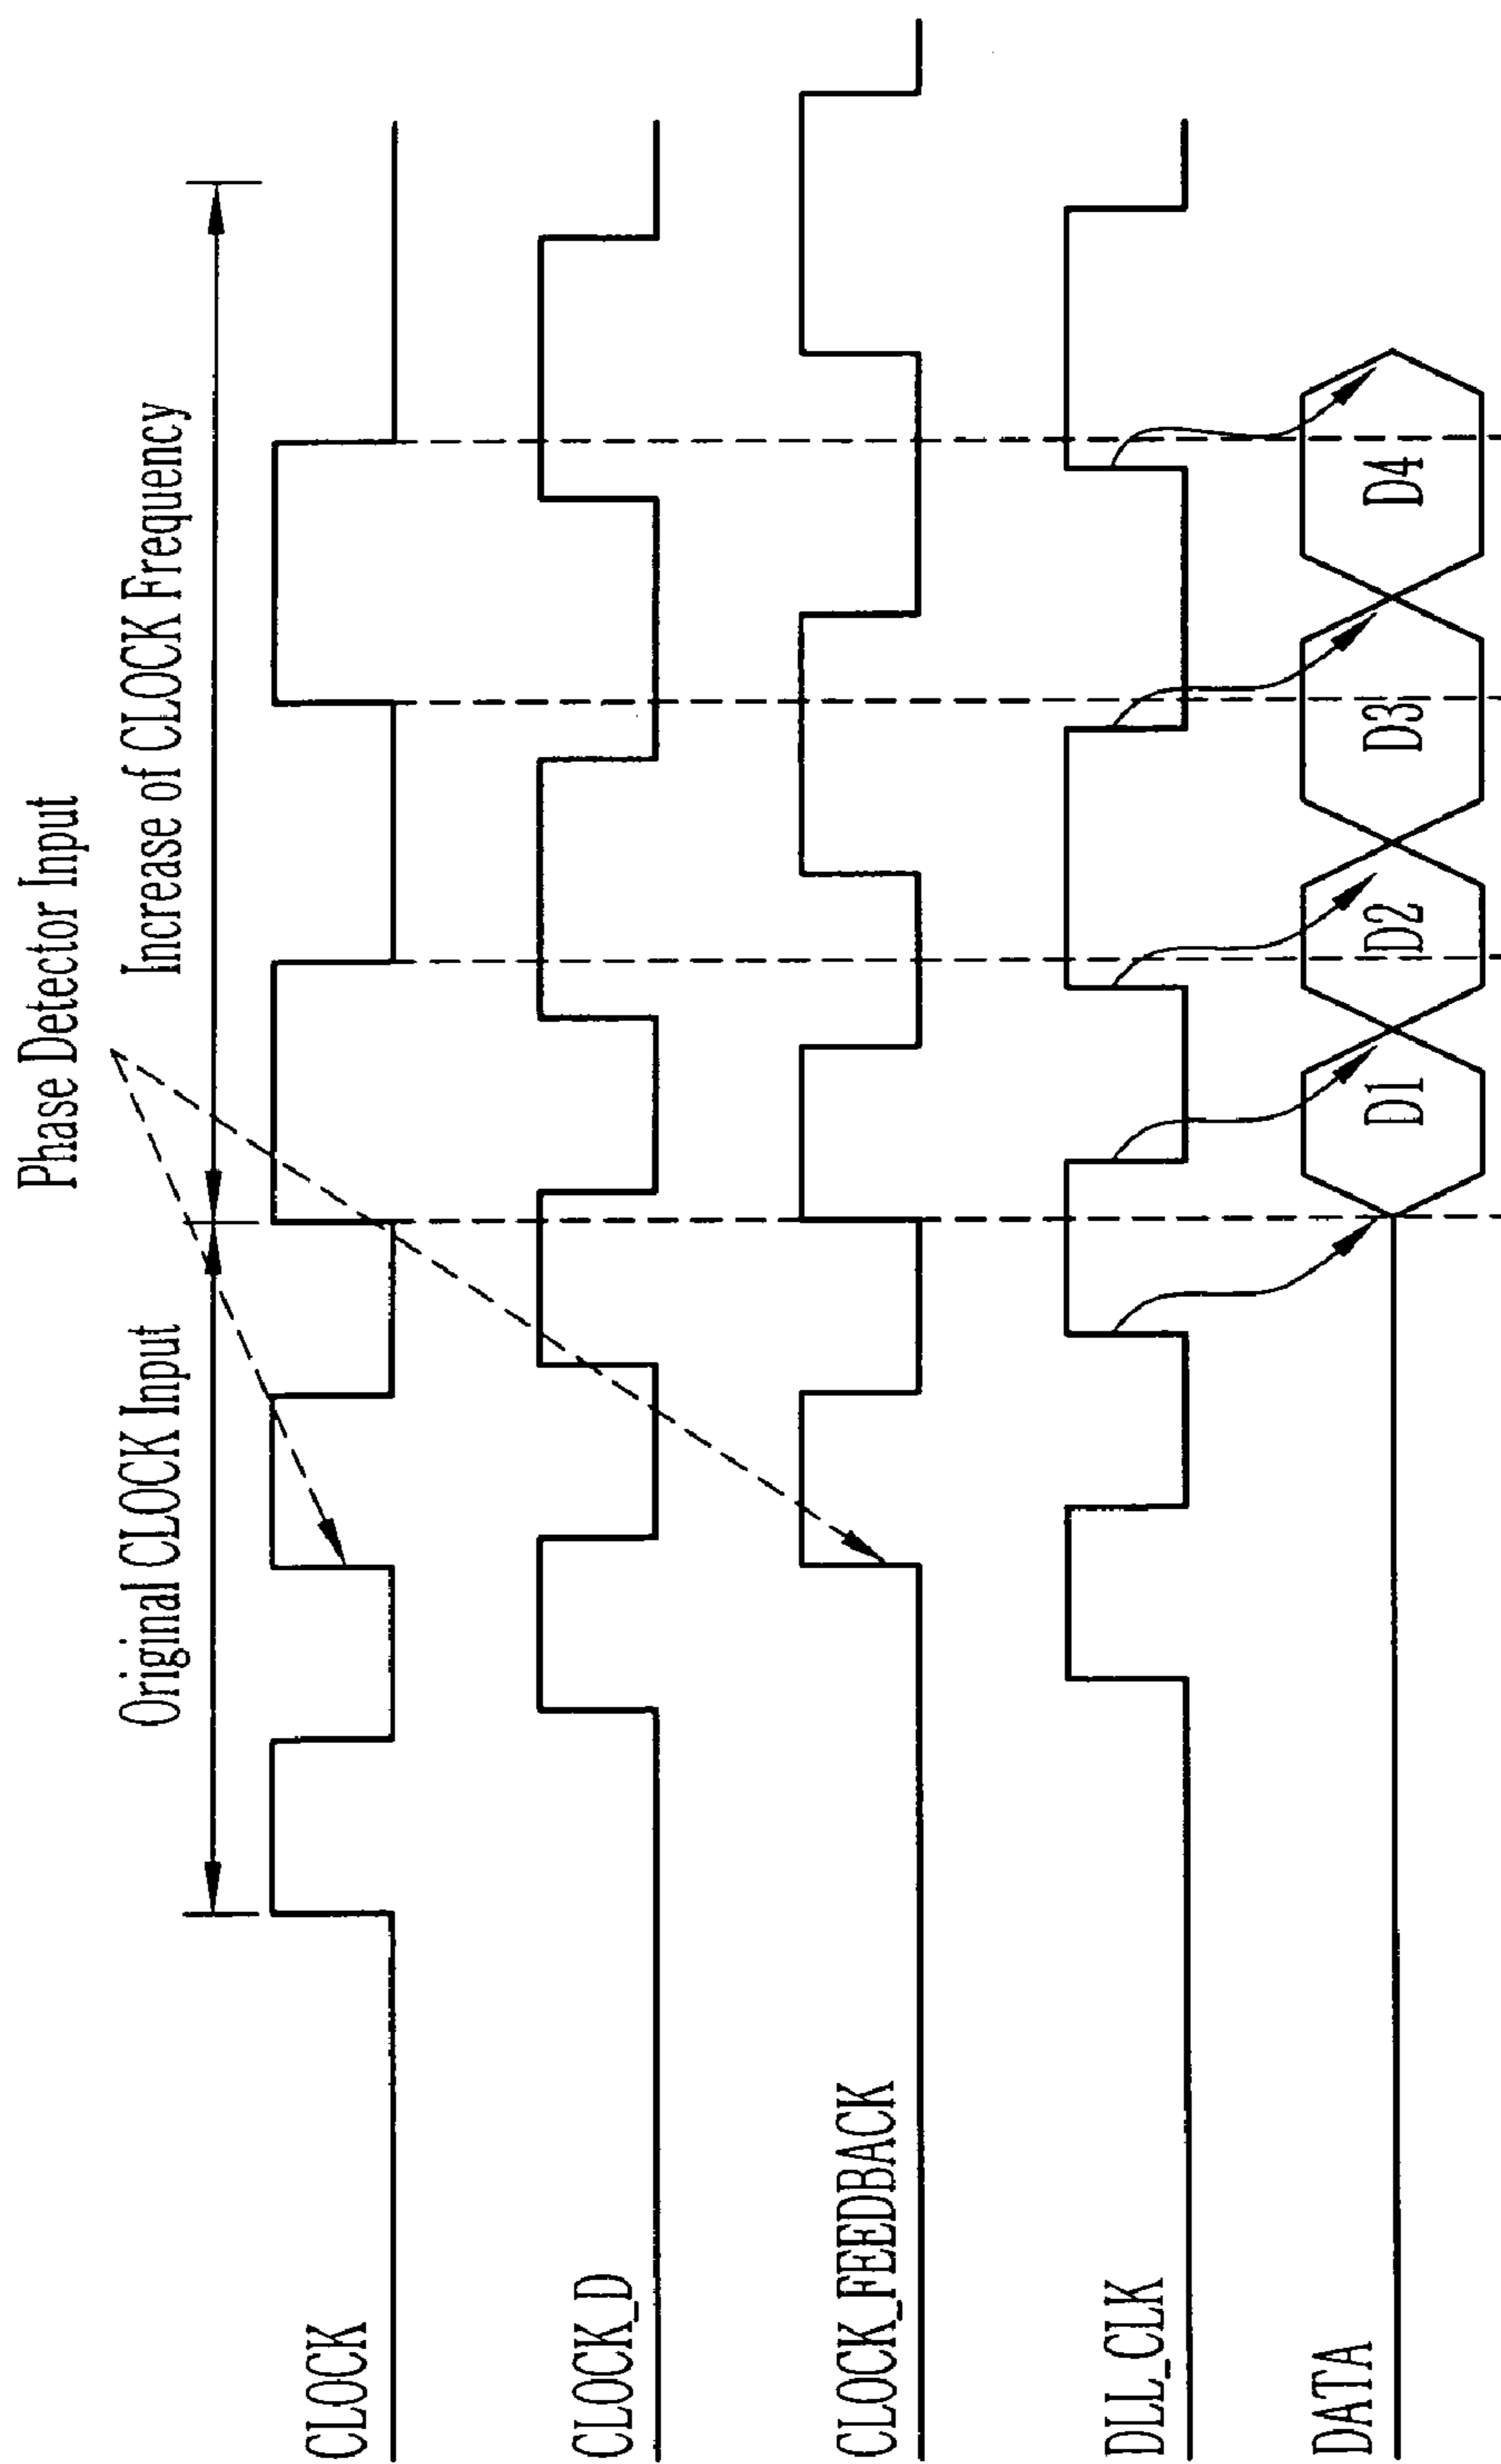 Phase Detector Input
Original CLOCK Input
Increase of CLOCK Frequency
CLOCK
CLOCK_D
CLOCK_FEEDBACK
DLL_CLK
DATA
D1
D2
D3
D4